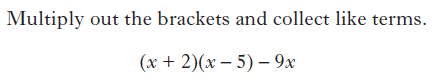 Multiply out the brackets and collect like terms.
(x + 2)(x – 5) – 9x